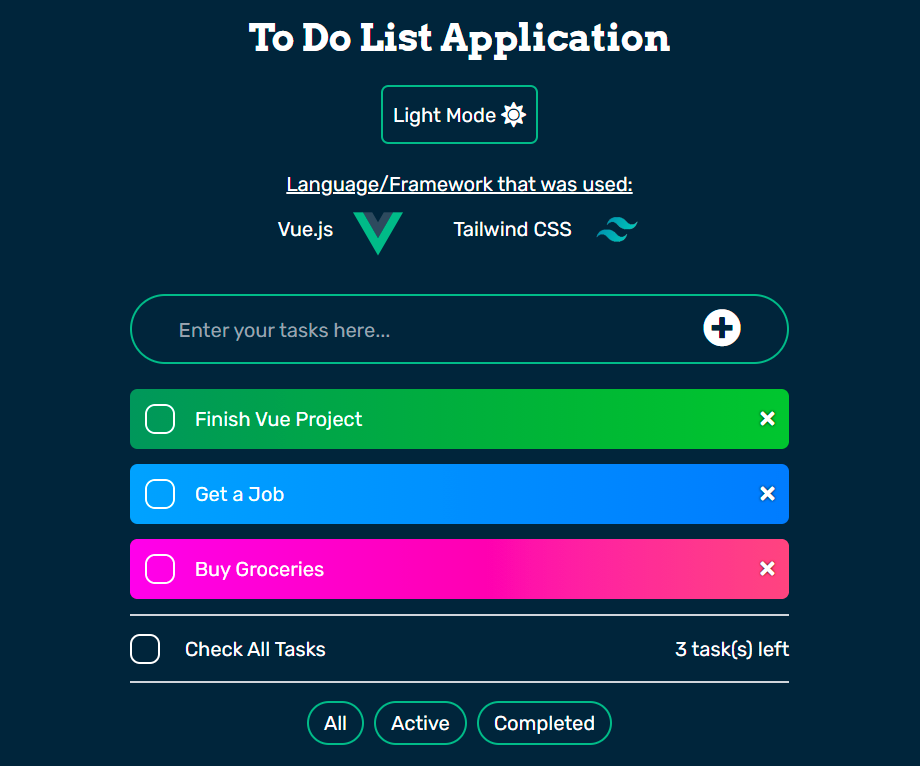 To Do List Application
Light Mode
Language/Framework that was used:
Vue.js Tailwind CSS
Enter your tasks here...
Finish Vue Project
Get a Job
Buy Groceries
Check All Tasks 3 task(s) left
All Active Completed